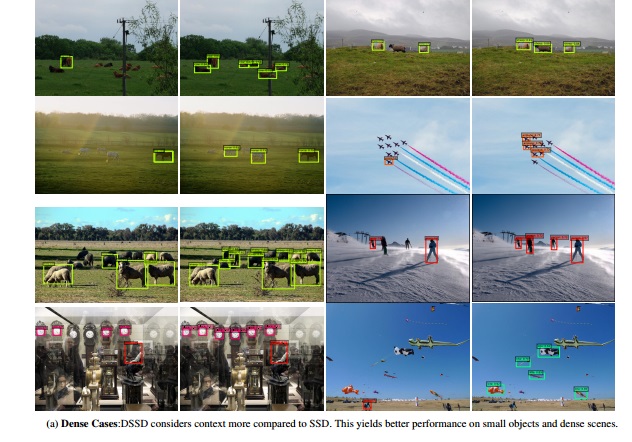 (a) Dense Cases:DSSD considers context more compared to SSD. This yields better performance on small objects and dense scenes.